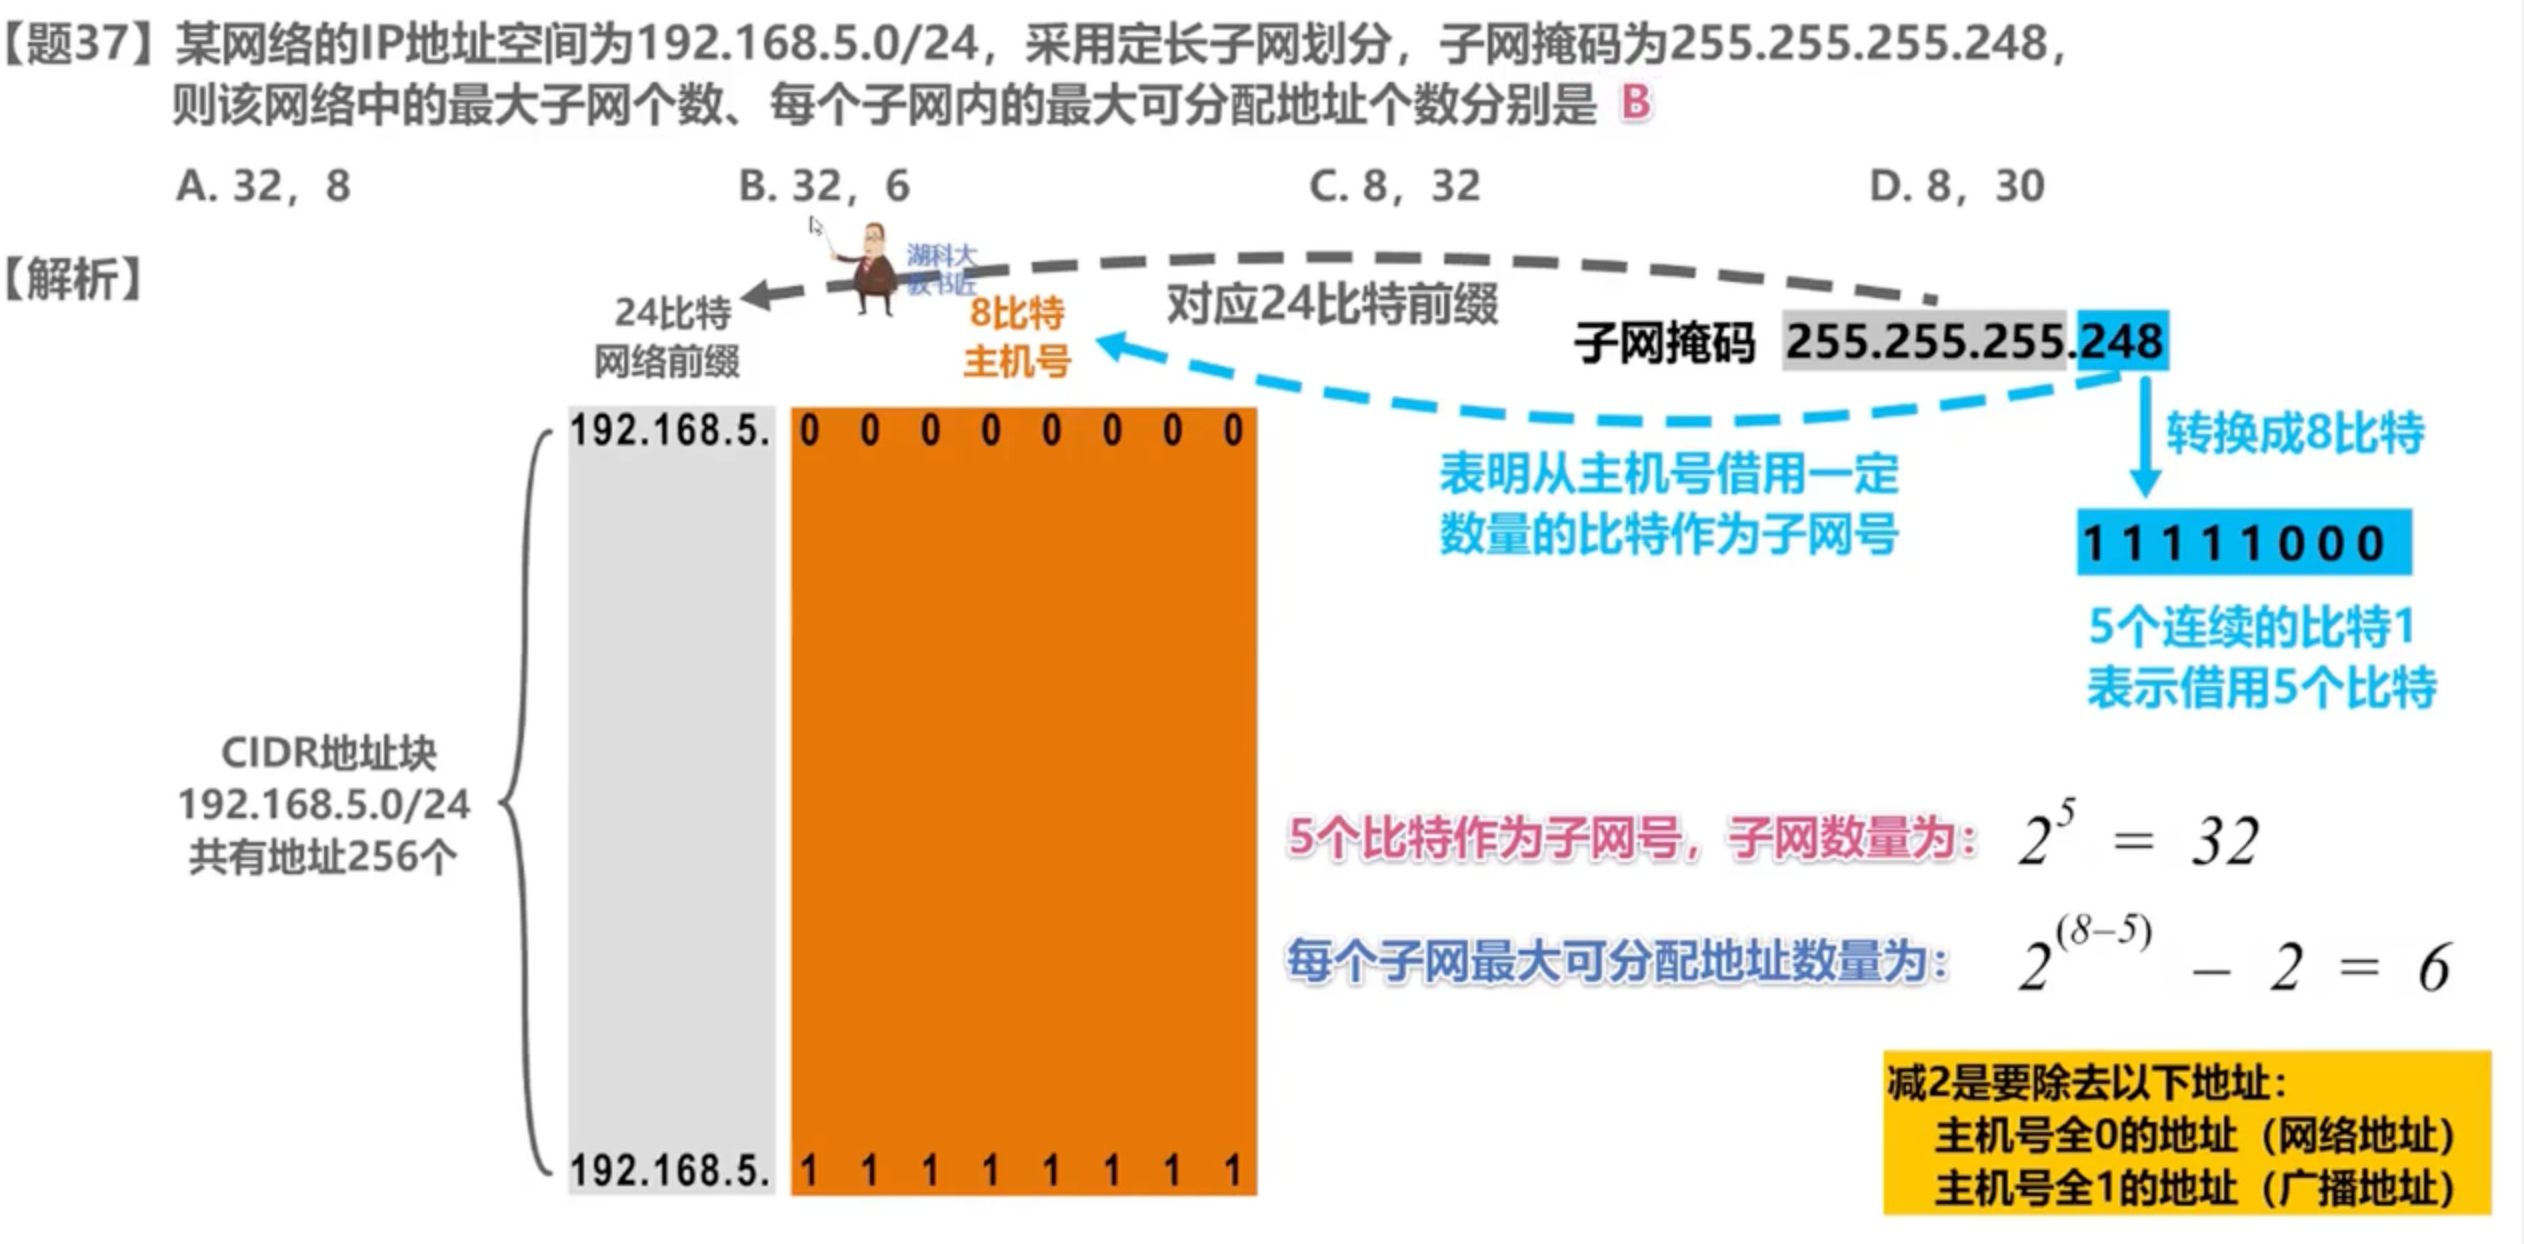 【题37】某网络的IP地址空间为192.168.5.0/24，采用定长子网划分，子网掩码为255.255.255.248，
则该网络中的最大子网个数、每个子网内的最大可分配地址个数分别是 B
A. 32，8
B. 32，6
C. 8，32
D. 8，30
【解析】
湖科大
教书匠
24比特
网络前缀
8比特
主机号
对应24比特前缀
子网掩码 255.255.255.248
转换成8比特
表明从主机号借用一定
数量的比特作为子网号
1 1 1 1 1 0 0 0
5个连续的比特1
表示借用5个比特
192.168.5. 0 0 0 0 0 0 0 0
CIDR地址块
192.168.5.0/24
共有地址256个
192.168.5. 1 1 1 1 1 1 1 1
5个比特作为子网号，子网数量为： 2^5 = 32
每个子网最大可分配地址数量为： 2^(8–5) – 2 = 6
减2是要除去以下地址：
主机号全0的地址（网络地址）
主机号全1的地址（广播地址）